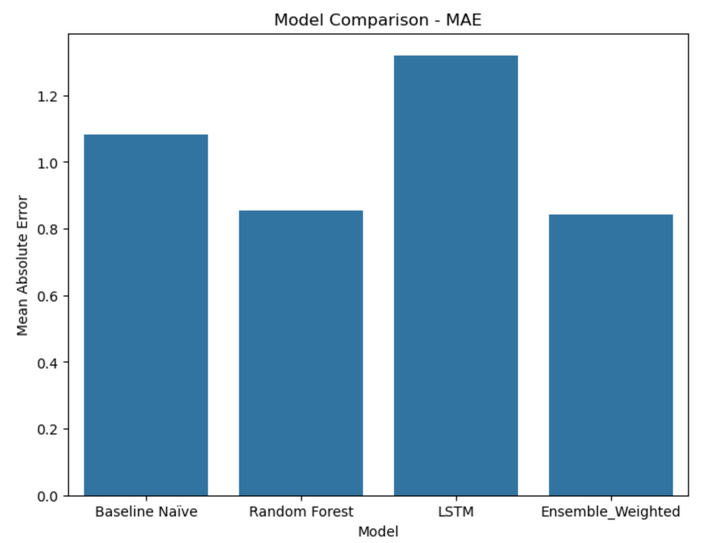 Model Comparison - MAE
Mean Absolute Error
1.2
1.0
0.8
0.6
0.4
0.2
0.0
Baseline Naïve Random Forest LSTM Ensemble_Weighted
Model